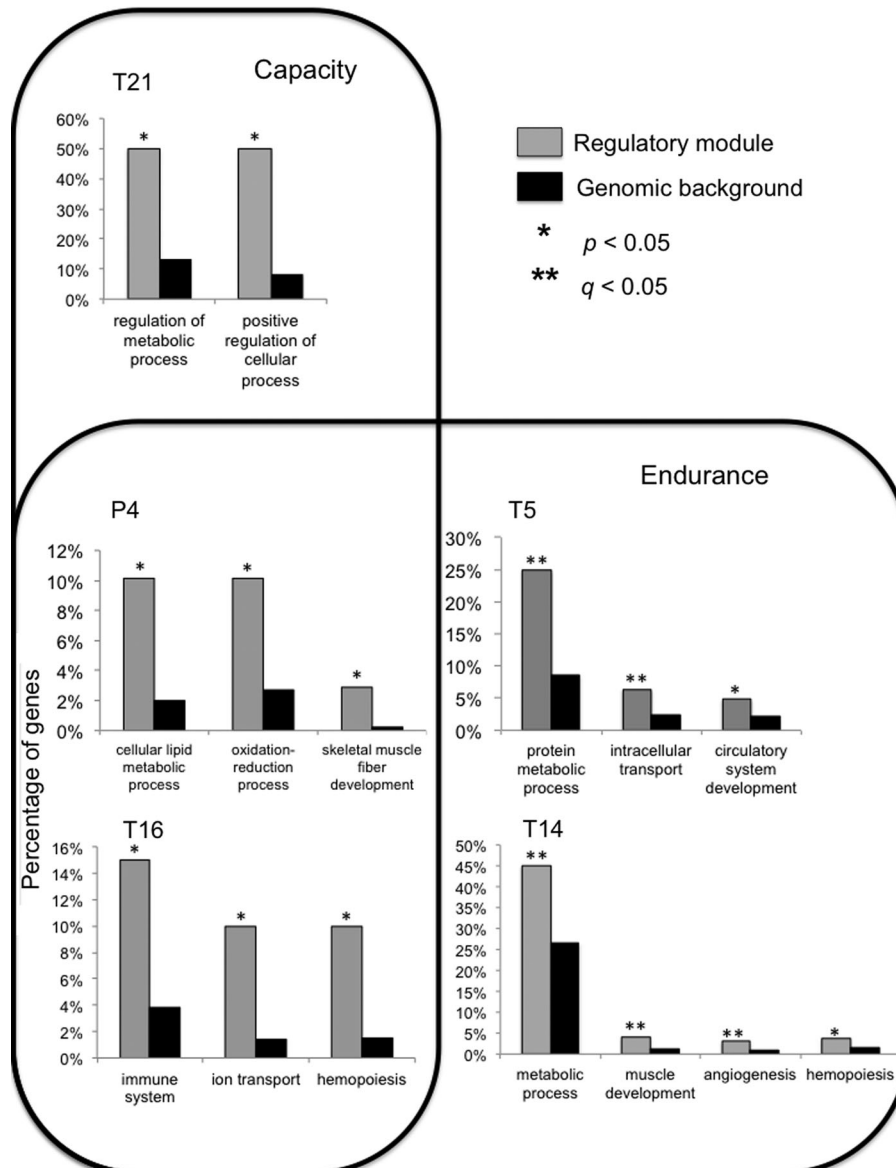 T21
Capacity
60%
50%
40%
30%
20%
10%
0%
*
*
regulation of
metabolic
process
positive
regulation of
cellular
process
Regulatory module
Genomic background
* p < 0.05
** q < 0.05
Percentage of genes
P4
12%
10%
8%
6%
4%
2%
0%
*
*
*
cellular lipid
metabolic
process
oxidation-
reduction
process
skeletal muscle
fiber development
Endurance
T5
30%
25%
20%
15%
10%
5%
0%
**
**
*
protein
metabolic
process
intracellular
transport
circulatory
system
development
T16
16%
14%
12%
10%
8%
6%
4%
2%
0%
*
*
*
immune
system
ion transport
hemopoiesis
T14
50%
45%
40%
35%
30%
25%
20%
15%
10%
5%
0%
**
**
**
*
metabolic
process
muscle
development
angiogenesis
hemopoiesis